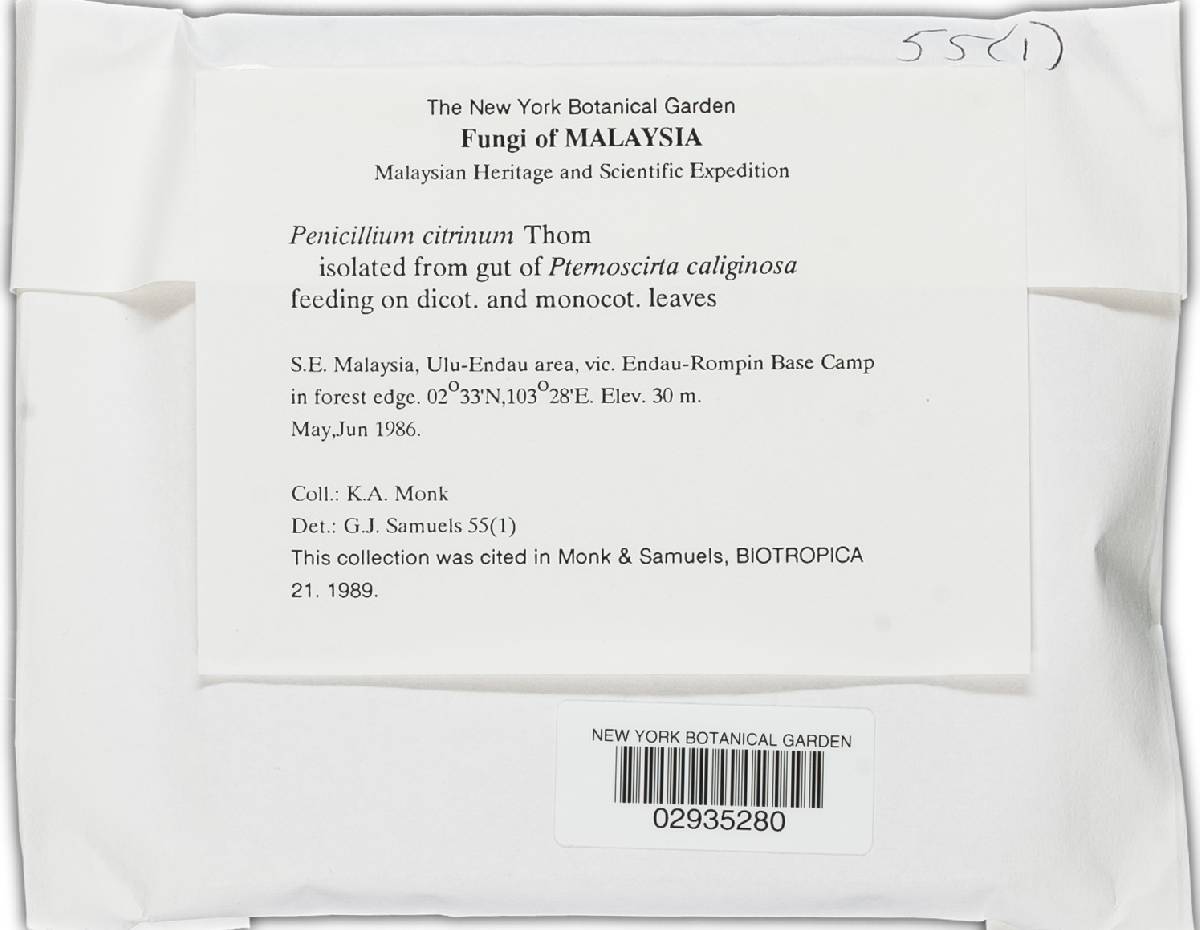 55(1)
The New York Botanical Garden
Fungi of MALAYSIA
Malaysian Heritage and Scientific Expedition
Penicillium citrinum Thom
isolated from gut of Pternoscirta caliginosa
feeding on dicot. and monocot. leaves
S.E. Malaysia, Ulu-Endau area, vic. Endau-Rompin Base Camp
in forest edge. 02°33'N,103°28'E. Elev. 30 m.
May,Jun 1986.
Coll.: K.A. Monk
Det.: G.J. Samuels 55(1)
This collection was cited in Monk & Samuels, BIOTROPICA
21. 1989.
NEW YORK BOTANICAL GARDEN
02935280